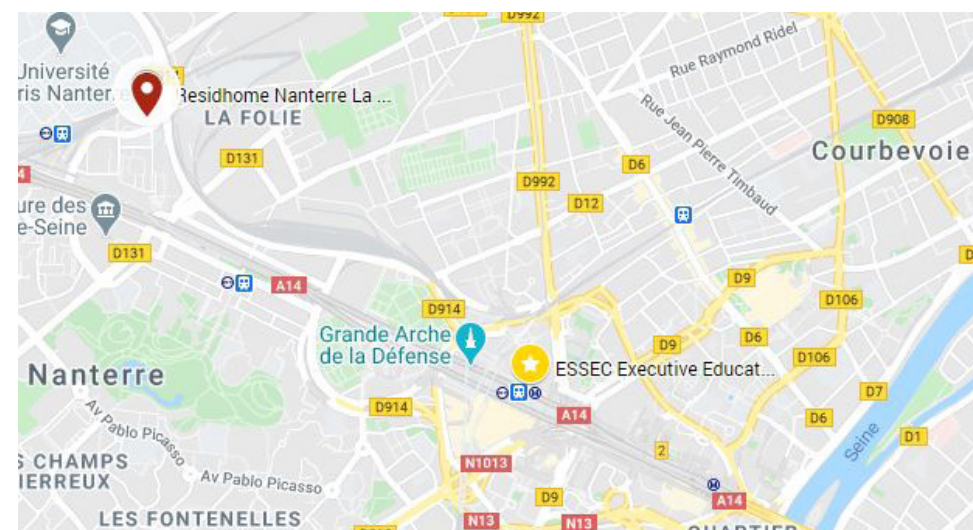 D992
Université
ris Nanter.
Residhome Nanterre La ...
LA FOLIE
Rue Raymond Ridel
Rue Jean Pierre Timbaud
D908
Courbevoie
D131
D6
D992
D12
ure des
e-Seine
D131
A14
D9
D106
D914
Grande Arche
de la Défense
D9
D6
D106
ESSEC Executive Educat...
Nanterre
D914
A14
D7
D6
D1
Av Pablo Picasso
S CHAMPS
IERREUX
Av Pablo Picasso
N1013
2
Seine
D9
A14
LES FONTENELLES
N13
N13
QUARTIER